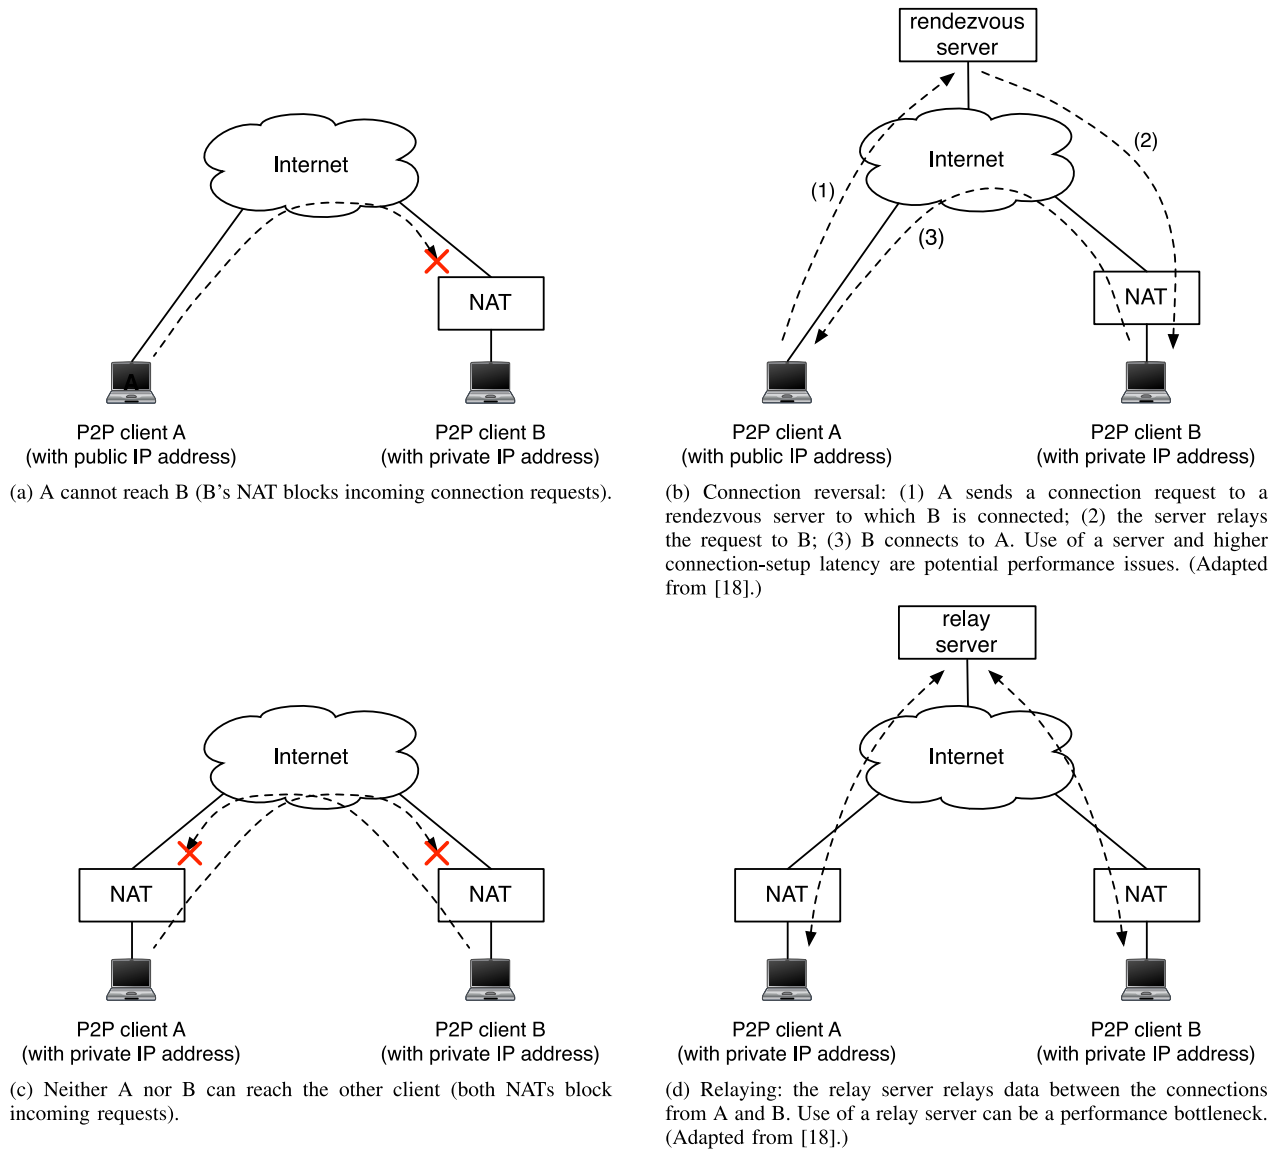 Internet
NAT
A
P2P client A
(with public IP address)
P2P client B
(with private IP address)
(a) A cannot reach B (B's NAT blocks incoming connection requests).
rendezvous
server
Internet
(1)
(2)
(3)
NAT
P2P client A
(with public IP address)
P2P client B
(with private IP address)
(b) Connection reversal: (1) A sends a connection request to a
rendezvous server to which B is connected; (2) the server relays
the request to B; (3) B connects to A. Use of a server and higher
connection-setup latency are potential performance issues. (Adapted
from [18].)
Internet
NAT
NAT
P2P client A
(with private IP address)
P2P client B
(with private IP address)
(c) Neither A nor B can reach the other client (both NATs block
incoming requests).
relay
server
Internet
NAT
NAT
P2P client A
(with private IP address)
P2P client B
(with private IP address)
(d) Relaying: the relay server relays data between the connections
from A and B. Use of a relay server can be a performance bottleneck.
(Adapted from [18].)